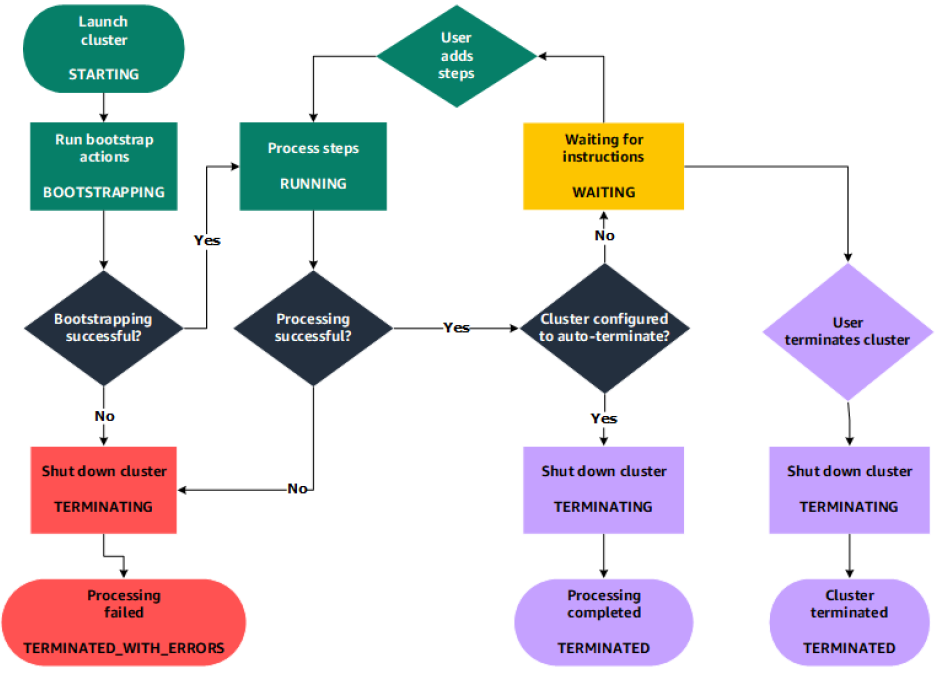 Launch
cluster
STARTING
User
adds
steps
Run bootstrap
actions
BOOTSTRAPPING
Process steps
RUNNING
Waiting for
instructions
WAITING
Yes
No
Bootstrapping
successful?
Processing
successful?
Yes
Cluster configured
to auto-terminate?
User
terminates cluster
No
Yes
Shut down cluster
TERMINATING
No
Shut down cluster
TERMINATING
Shut down cluster
TERMINATING
Processing
failed
TERMINATED_WITH_ERRORS
Processing
completed
TERMINATED
Cluster
terminated
TERMINATED